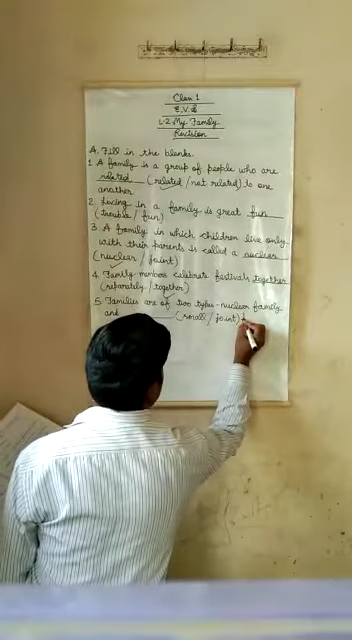 Class 1
E.V.S
L-2 My Family
Revision
A. Fill in the blanks.
1. A family is a group of people who are
related (related/not related) to one
another
2. Living in a family is great fun
(trouble / fun)
3. A family in which children live only
with their parents is called a nuclear
(nuclear / joint)
4. Family members celebrate festivals together
(separately / together)
5. Families are of two types - nuclear family
and ________ (small / joint)